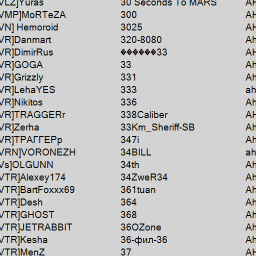 VLZ]Yuras 30 Seconds To MARS AH
VMP]MoRTeZA 300 AH
VN] Hemoroid 3025 AH
VR]Danmart 320-8080 AH
VR]DimirRus ������33 AH
VR]GOGA 33 AH
VR]Grizzly 331 AH
VR]LehaYES 333 ah
VR]Nikitos 336 AH
VR]TRAGGERr 338Caliber AH
VR]Zerha 33Km_Sheriff-SB AH
VR]ТРАГГЕРр 347i AH
VRN]VORONEZH 34BILL ah
Vs]OLGUNN 34th AH
VTR]Alexey174 34ZweR34 AH
VTR]BartFoxxx69 361tuan AH
VTR]Desh 364 AH
VTR]GHOST 368 AH
VTR]JETRABBIT 36OZone AH
VTR]Kesha 36-фил-36 AH
VTR]MenZ 37 AH